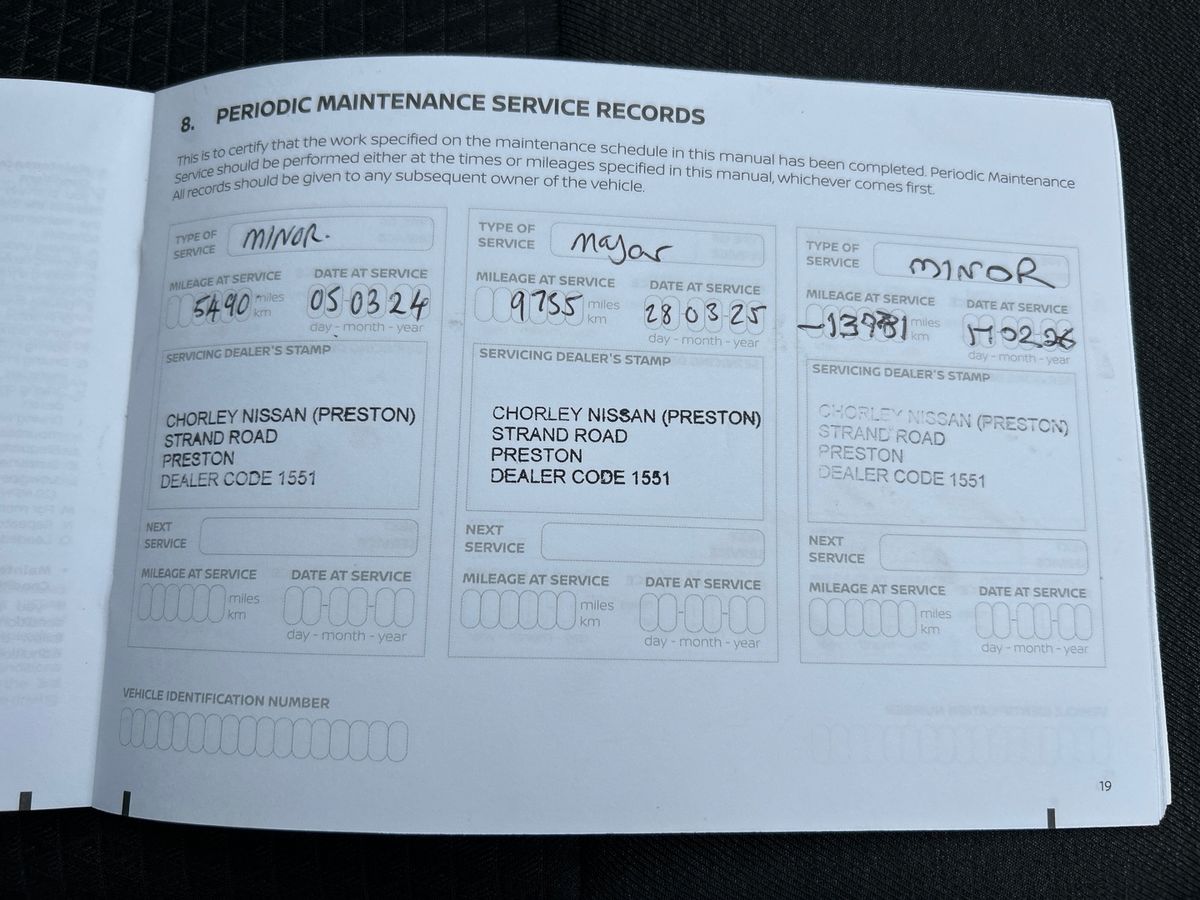 8. PERIODIC MAINTENANCE SERVICE RECORDS
This is to certify that the work specified on the maintenance schedule in this manual has been completed. Periodic Maintenance
Service should be performed either at the times or mileages specified in this manual, whichever comes first.
All records should be given to any subsequent owner of the vehicle.
TYPE OF
SERVICE
MINOR.
MILEAGE AT SERVICE
DATE AT SERVICE
5490
miles
km
05 03 24
day - month - year
SERVICING DEALER'S STAMP
CHORLEY NISSAN (PRESTON)
STRAND ROAD
PRESTON
DEALER CODE 1551
NEXT
SERVICE
MILEAGE AT SERVICE
DATE AT SERVICE
miles
km
day - month - year
TYPE OF
SERVICE
Major
MILEAGE AT SERVICE
DATE AT SERVICE
9755
miles
km
28 03 25
day - month - year
SERVICING DEALER'S STAMP
CHORLEY NISSAN (PRESTON)
STRAND ROAD
PRESTON
DEALER CODE 1551
NEXT
SERVICE
MILEAGE AT SERVICE
DATE AT SERVICE
miles
km
day - month - year
TYPE OF
SERVICE
MINOR
MILEAGE AT SERVICE
DATE AT SERVICE
miles
km
day - month - year
SERVICING DEALER'S STAMP
CHORLEY NISSAN (PRESTON)
STRAND ROAD
PRESTON
DEALER CODE 1551
NEXT
SERVICE
MILEAGE AT SERVICE
DATE AT SERVICE
miles
km
day - month - year
VEHICLE IDENTIFICATION NUMBER
19